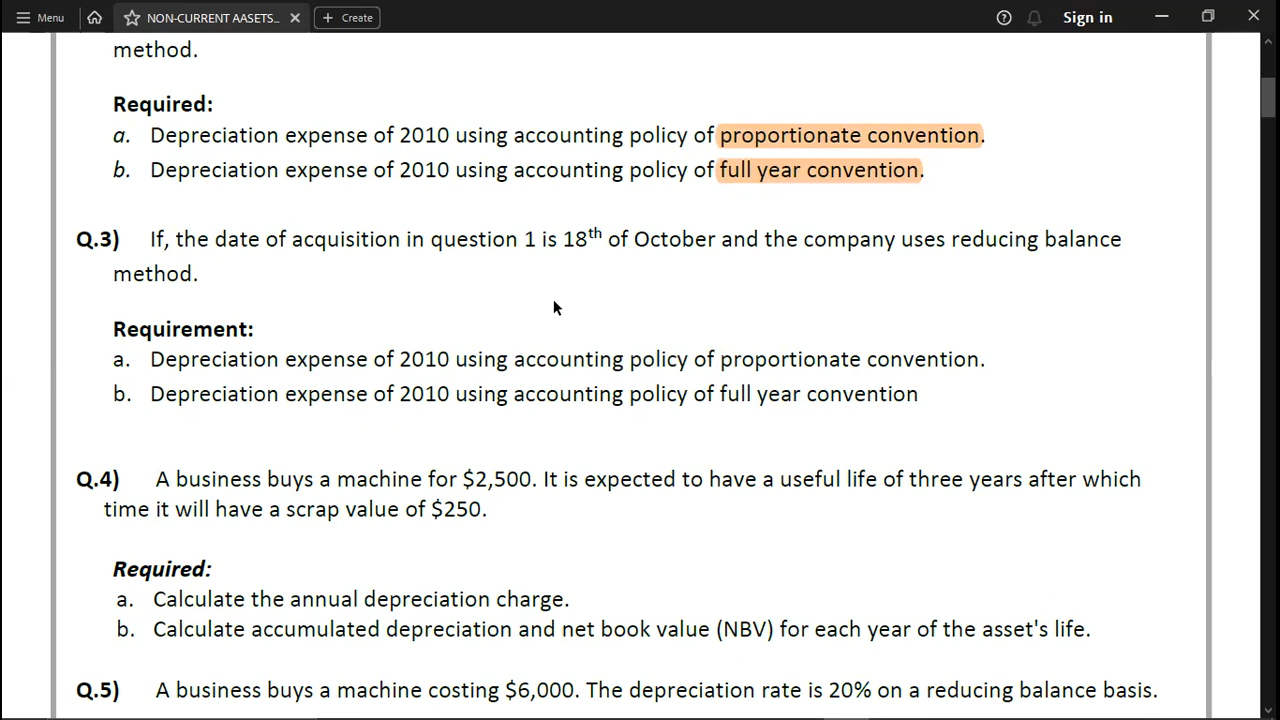 Menu
NON-CURRENT AASETS...
Create
Sign in
method.
Required:
a. Depreciation expense of 2010 using accounting policy of proportionate convention.
b. Depreciation expense of 2010 using accounting policy of full year convention.
Q.3) If, the date of acquisition in question 1 is 18th of October and the company uses reducing balance
method.
Requirement:
a. Depreciation expense of 2010 using accounting policy of proportionate convention.
b. Depreciation expense of 2010 using accounting policy of full year convention
Q.4) A business buys a machine for $2,500. It is expected to have a useful life of three years after which
time it will have a scrap value of $250.
Required:
a. Calculate the annual depreciation charge.
b. Calculate accumulated depreciation and net book value (NBV) for each year of the asset's life.
Q.5) A business buys a machine costing $6,000. The depreciation rate is 20% on a reducing balance basis.